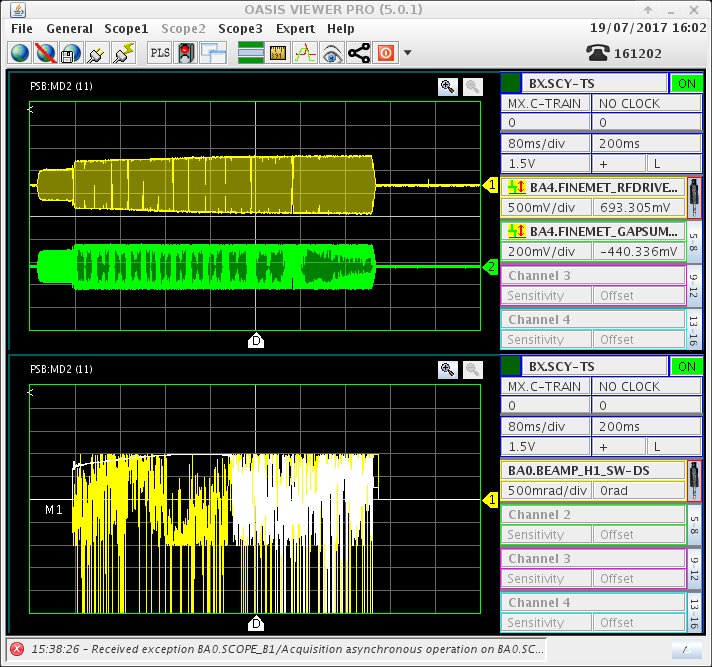 OASIS VIEWER PRO (5.0.1)
File General Scope1 Scope2 Scope3 Expert Help
19/07/2017 16:02
PLS
161202
PSB:MD2 (11)
<
1
2
D
BX.SCY-TS
ON
MX.C-TRAIN
NO CLOCK
0
0
80ms/div
200ms
1.5V
+
L
BA4.FINEMET_RFDRIVE...
500mV/div
693.305mV
BA4.FINEMET_GAPSUM...
200mV/div
-440.336mV
5-8
Channel 3
Sensitivity
Offset
9-12
Channel 4
Sensitivity
Offset
13-16
PSB:MD2 (11)
<
M1
1
D
BX.SCY-TS
ON
MX.C-TRAIN
NO CLOCK
0
0
80ms/div
200ms
1.5V
+
L
BA0.BEAMP_H1_SW-DS
500mrad/div
0rad
Channel 2
Sensitivity
Offset
5-8
Channel 3
Sensitivity
Offset
9-12
Channel 4
Sensitivity
Offset
13-16
15:38:26 - Received exception BA0.SCOPE_B1/Acquisition asynchronous operation on BA0.SC...